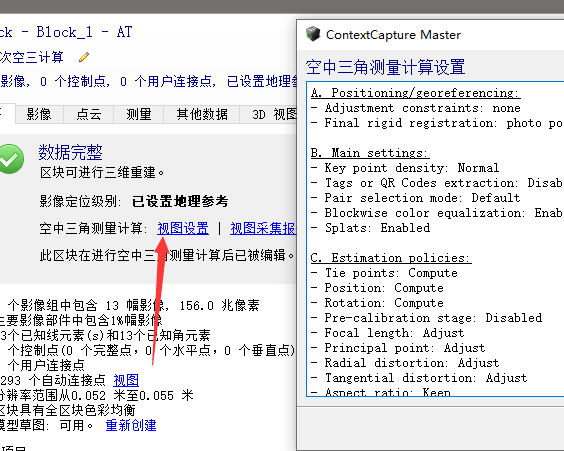 ck - Block_1 - AT
次空三计算
影像, 0 个控制点, 0 个用户连接点, 已设置地理参
影像 点云 测量 其他数据 3D 视图
数据完整
区块可进行三维重建。
影像定位级别: 已设置地理参考
空中三角测量计算: 视图设置 | 视图采集报
此区块在进行空中三角测量计算后已被编辑。
个影像组中包含 13 幅影像, 156.0 兆像素
主要影像部件中包含1%幅影像
3个已知线元素(s)和13个已知角元素
个控制点(0 个完整点, 0 个水平点, 0 个垂直点)
个用户连接点
293 个自动连接点 视图
分辨率范围从0.052 米至0.055 米
区块具有全区块色彩均衡
模型草图: 可用。 重新创建
ContextCapture Master
空中三角测量计算设置
A. Positioning/georeferencing:
- Adjustment constraints: none
- Final rigid registration: photo po
B. Main settings:
- Key point density: Normal
- Tags or QR Codes extraction: Disab
- Pair selection mode: Default
- Blockwise color equalization: Enab
- Splats: Enabled
C. Estimation policies:
- Tie points: Compute
- Position: Compute
- Rotation: Compute
- Pre-calibration stage: Disabled
- Focal length: Adjust
- Principal point: Adjust
- Radial distortion: Adjust
- Tangential distortion: Adjust
- Aspect ratio: Keep